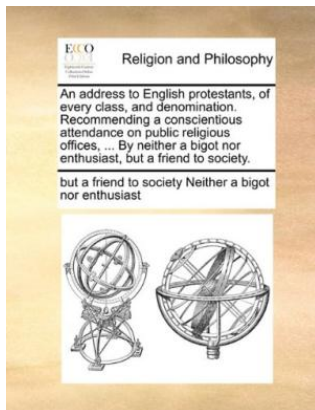 ECCO
Religion and Philosophy
An address to English protestants, of
every class, and denomination.
Recommending a conscientious
attendance on public religious
offices, ... By neither a bigot nor
enthusiast, but a friend to society.
but a friend to society Neither a bigot
nor enthusiast